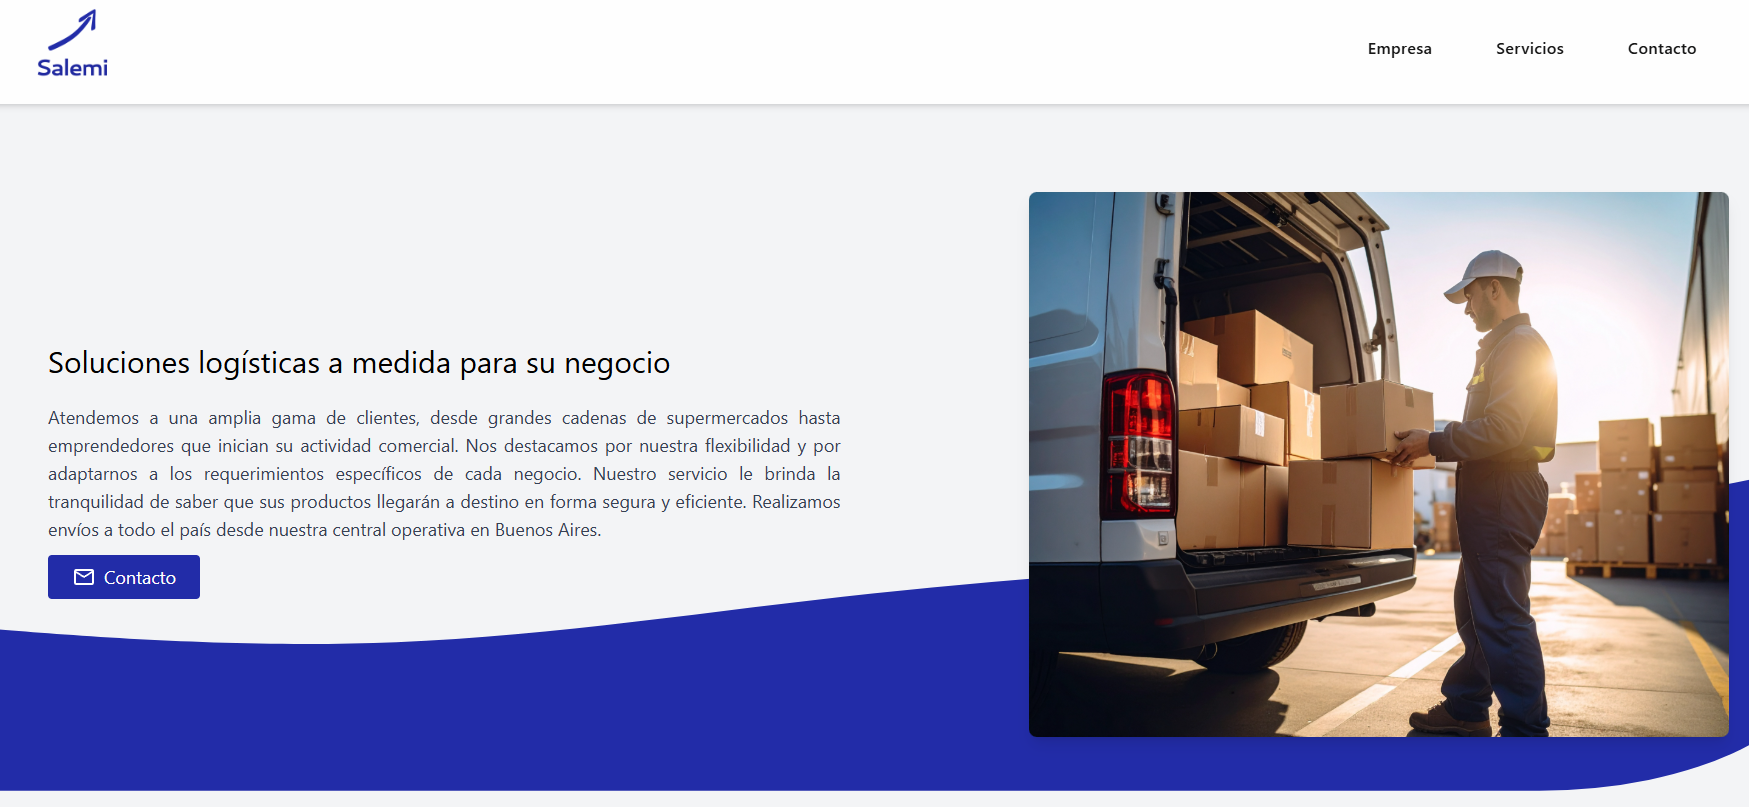 Salemi
Empresa
Servicios
Contacto
Soluciones logísticas a medida para su negocio
Atendemos a una amplia gama de clientes, desde grandes cadenas de supermercados hasta
emprendedores que inician su actividad comercial. Nos destacamos por nuestra flexibilidad y por
adaptarnos a los requerimientos específicos de cada negocio. Nuestro servicio le brinda la
tranquilidad de saber que sus productos llegarán a destino en forma segura y eficiente. Realizamos
envíos a todo el país desde nuestra central operativa en Buenos Aires.
Contacto